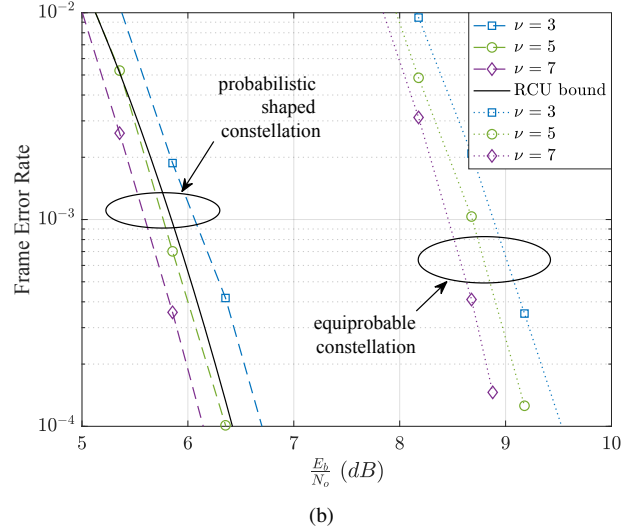 10^{-2}
10^{-3}
10^{-4}
Frame Error Rate
probabilistic
shaped
constellation
equiprobable
constellation
ν = 3
ν = 5
ν = 7
RCU bound
ν = 3
ν = 5
ν = 7
5 6 7 8 9 10
\frac{E_b}{N_o} (dB)
(b)